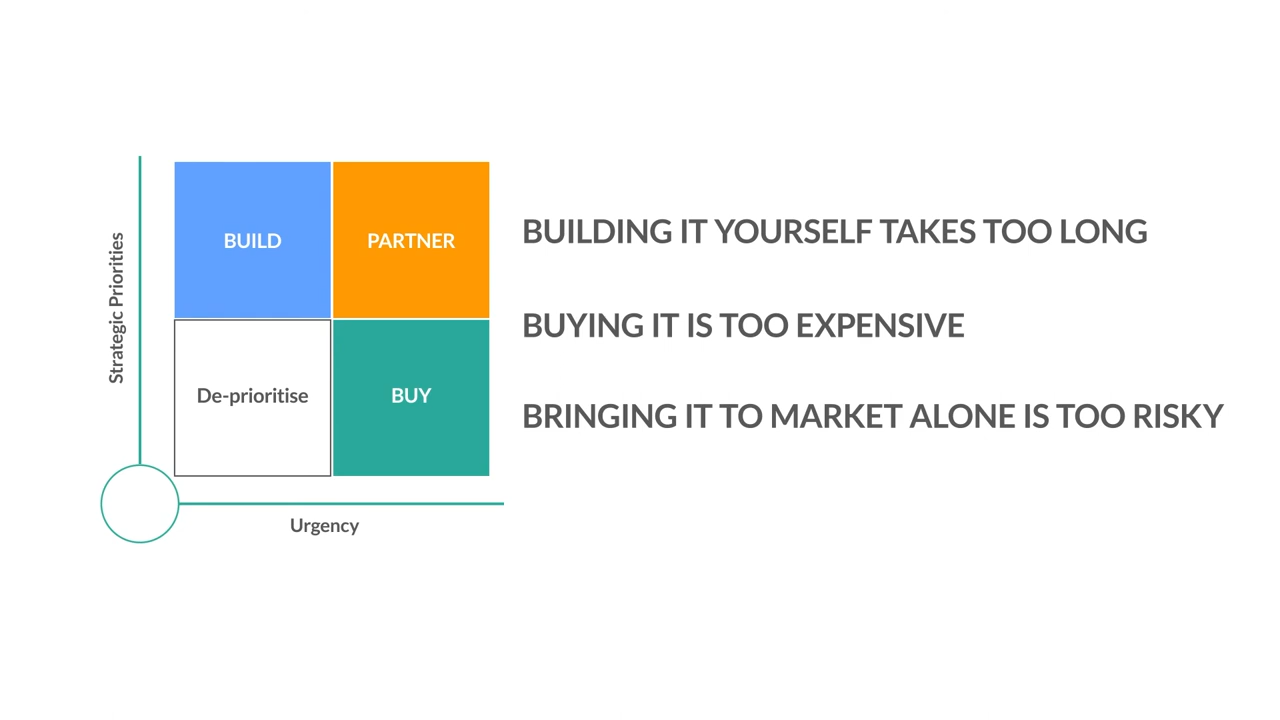 Strategic Priorities
BUILD
PARTNER
De-prioritise
BUY
Urgency
BUILDING IT YOURSELF TAKES TOO LONG
BUYING IT IS TOO EXPENSIVE
BRINGING IT TO MARKET ALONE IS TOO RISKY